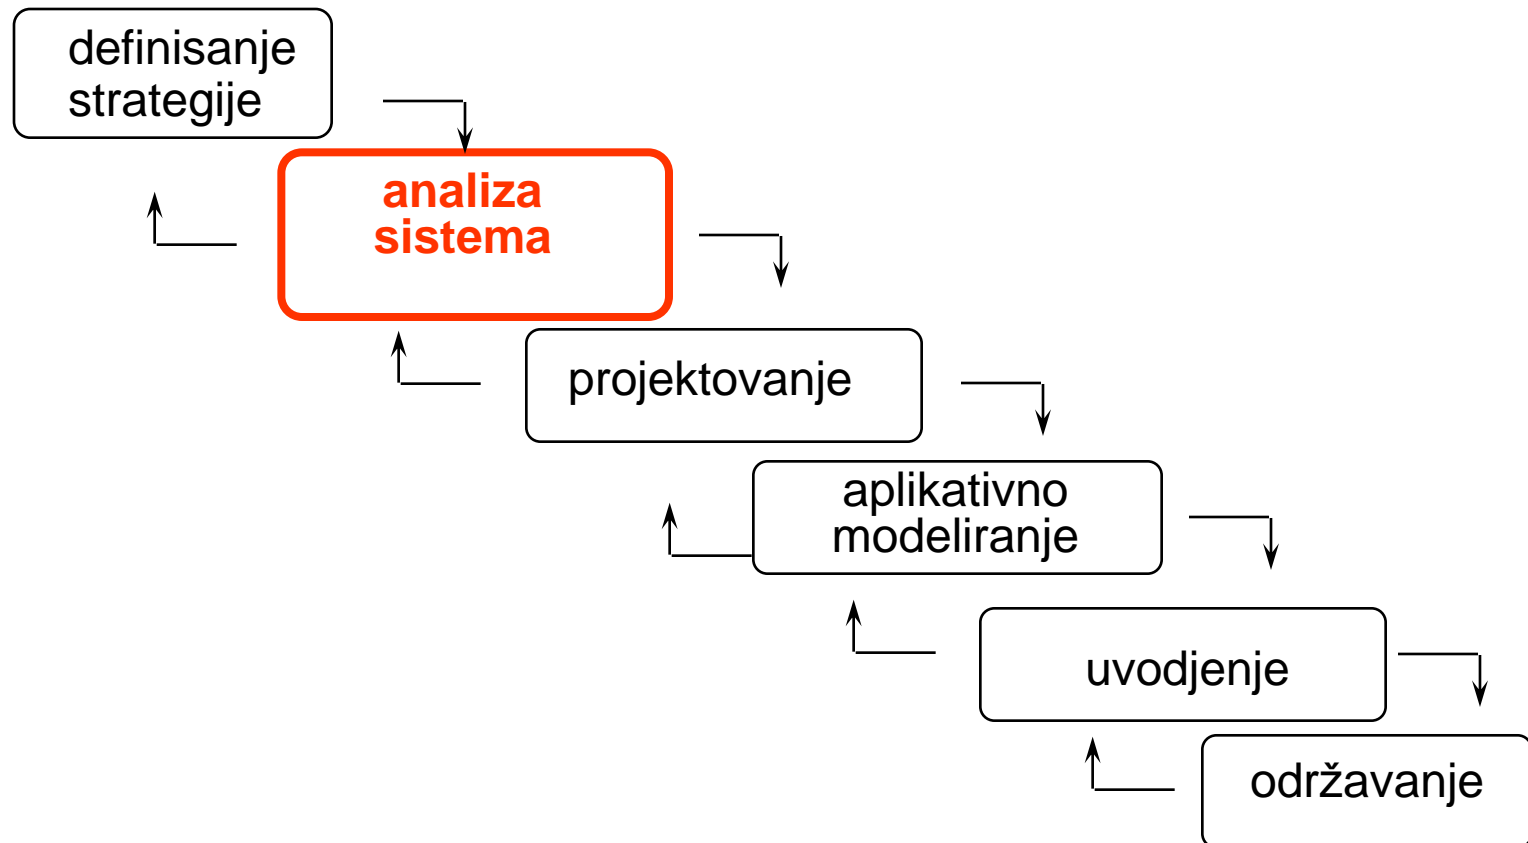 definisanje
strategije
analiza
sistema
projektovanje
aplikativno
modeliranje
uvodjenje
održavanje